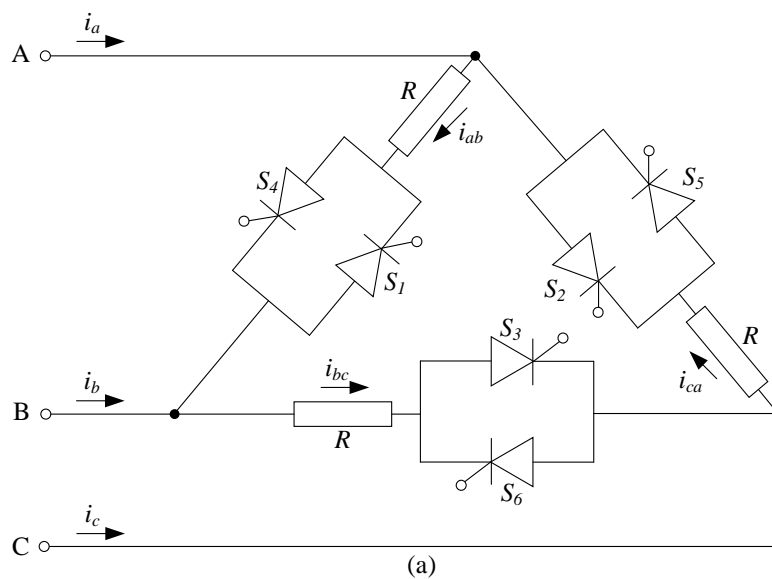 i_a
A
R
i_ab
S_4
S_5
S_1
S_2
S_3
R
i_bc
i_ca
i_b
B
R
S_6
i_c
C
(a)